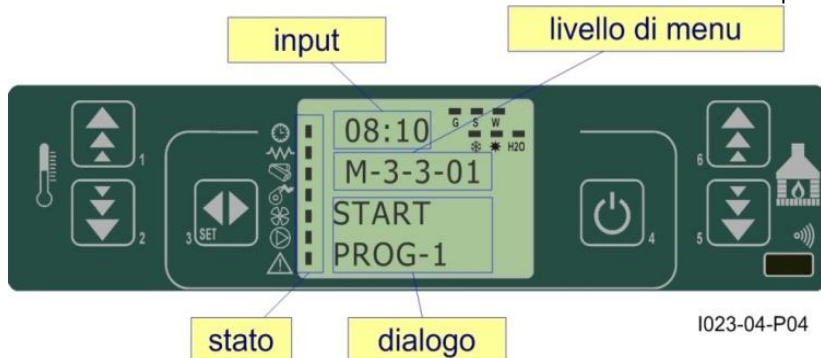 input
livello di menu
08:10
G S W
H2O
M-3-3-01
START
PROG-1
1
2
3 SET
4
6
5
stato
dialogo
I023-04-P04